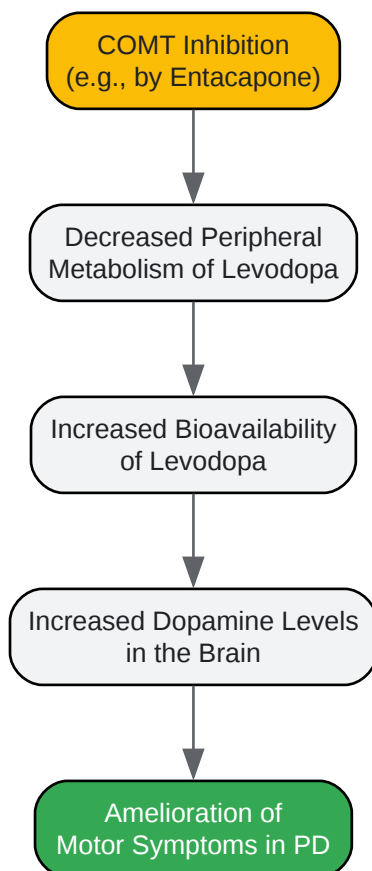 COMT Inhibition
(e.g., by Entacapone)
Decreased Peripheral
Metabolism of Levodopa
Increased Bioavailability
of Levodopa
Increased Dopamine Levels
in the Brain
Amelioration of
Motor Symptoms in PD